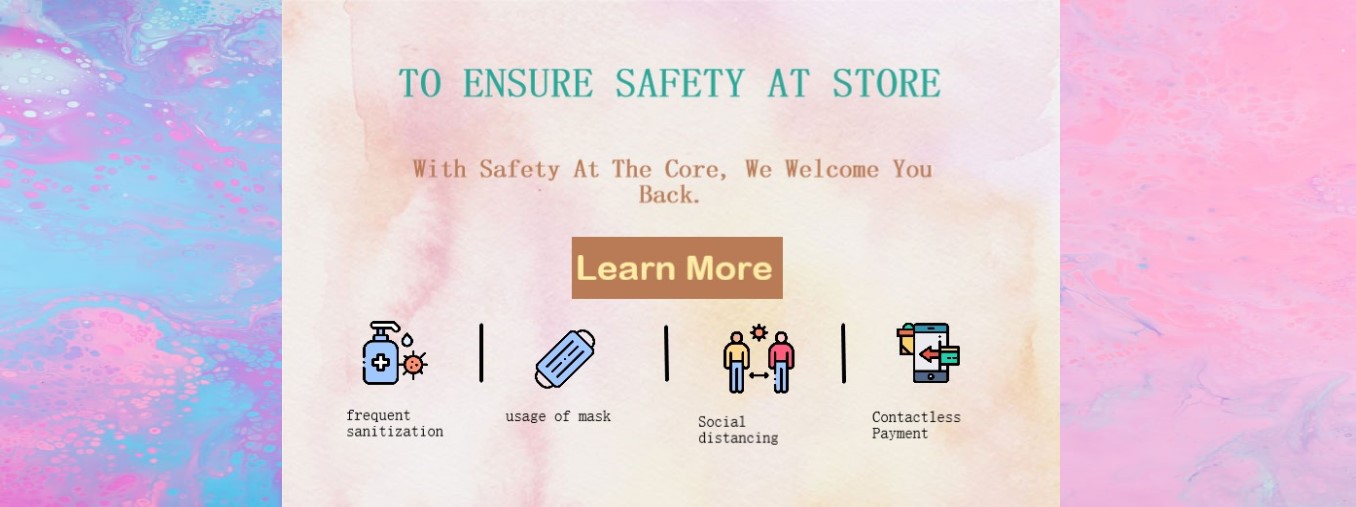 TO ENSURE SAFETY AT STORE
With Safety At The Core, We Welcome You
Back.
Learn More
frequent
sanitization
usage of mask
Social
distancing
Contactless
Payment